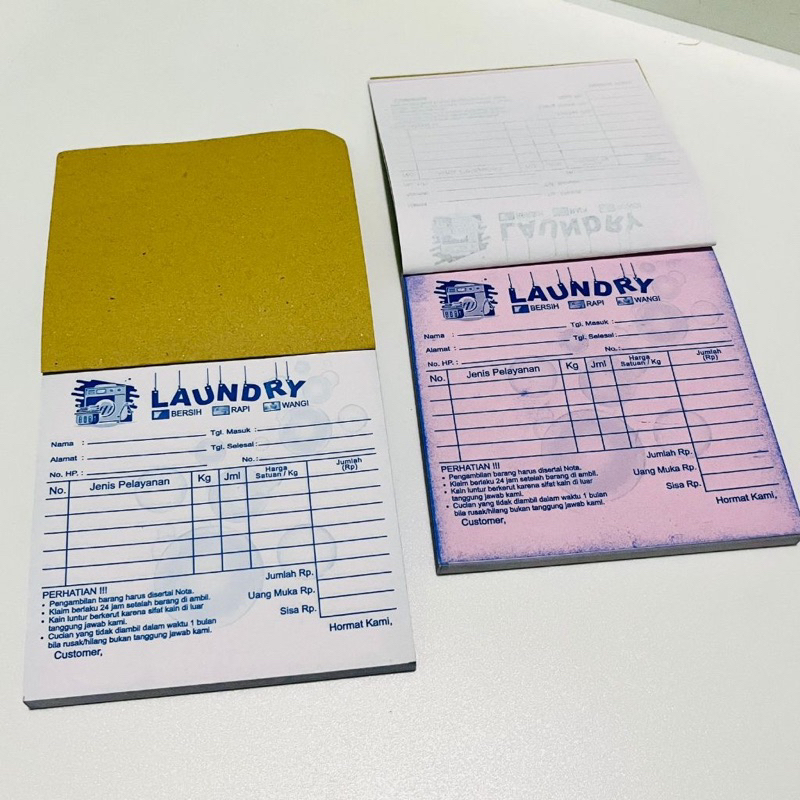 LAUNDRY
BERSIH RAPI WANGI
Nama :
Tgl. Masuk :
Alamat :
Tgl. Selesai :
No. HP. :
No. :
No. Jenis Pelayanan Kg Jml Harga Satuan / Kg Jumlah (Rp)
PERHATIAN !!!
• Pengambilan barang harus disertai Nota.
• Klaim berlaku 24 jam setelah barang di ambil.
• Kain luntur berkerut karena sifat kain di luar
tanggung jawab kami.
• Cucian yang tidak diambil dalam waktu 1 bulan
bila rusak/hilang bukan tanggung jawab kami.
Jumlah Rp.
Uang Muka Rp.
Sisa Rp.
Customer,
Hormat Kami,
LAUNDRY
BERSIH RAPI WANGI
Nama :
Tgl. Masuk :
Alamat :
Tgl. Selesai :
No. HP. :
No. :
No. Jenis Pelayanan Kg Jml Harga Satuan / Kg Jumlah (Rp)
PERHATIAN !!!
• Pengambilan barang harus disertai Nota.
• Klaim berlaku 24 jam setelah barang di ambil.
• Kain luntur berkerut karena sifat kain di luar
tanggung jawab kami.
• Cucian yang tidak diambil dalam waktu 1 bulan
bila rusak/hilang bukan tanggung jawab kami.
Jumlah Rp.
Uang Muka Rp.
Sisa Rp.
Customer,
Hormat Kami,